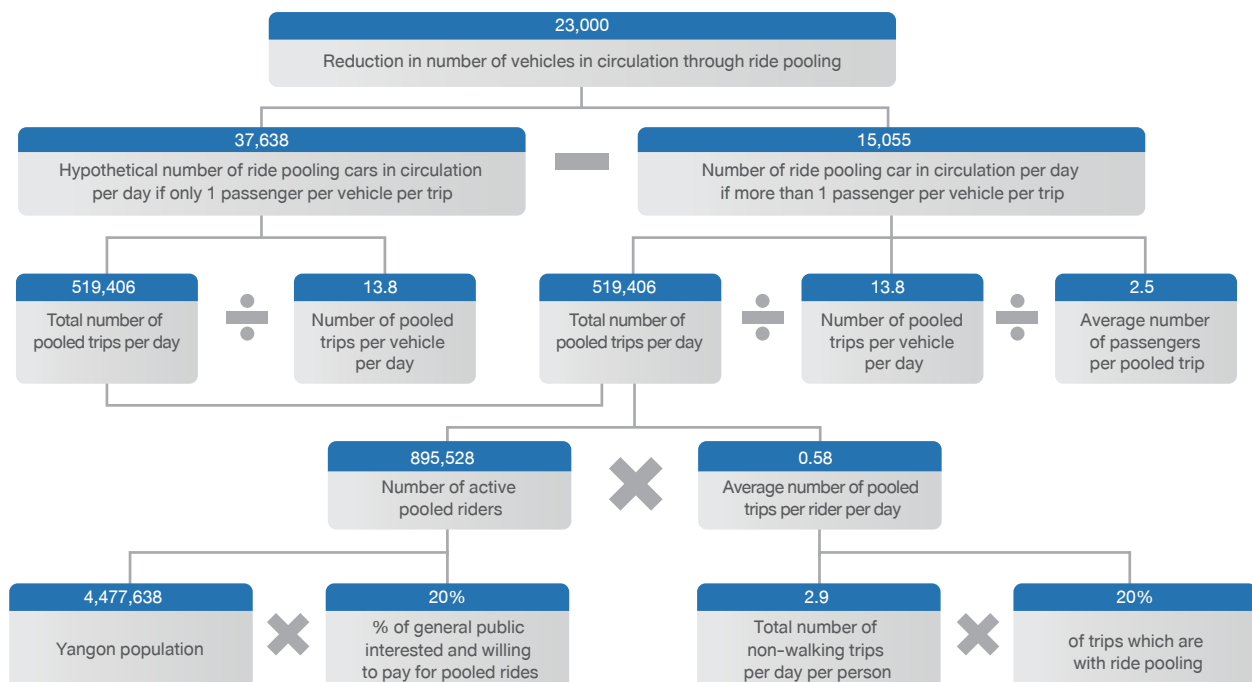 23,000
Reduction in number of vehicles in circulation through ride pooling
37,638
Hypothetical number of ride pooling cars in circulation
per day if only 1 passenger per vehicle per trip
15,055
Number of ride pooling car in circulation per day
if more than 1 passenger per vehicle per trip
519,406
Total number of
pooled trips per day
13.8
Number of pooled
trips per vehicle
per day
519,406
Total number of
pooled trips per day
13.8
Number of pooled
trips per vehicle
per day
2.5
Average number
of passengers
per pooled trip
895,528
Number of active
pooled riders
0.58
Average number of pooled
trips per rider per day
4,477,638
Yangon population
20%
% of general public
interested and willing
to pay for pooled rides
2.9
Total number of
non-walking trips
per day per person
20%
of trips which are
with ride pooling